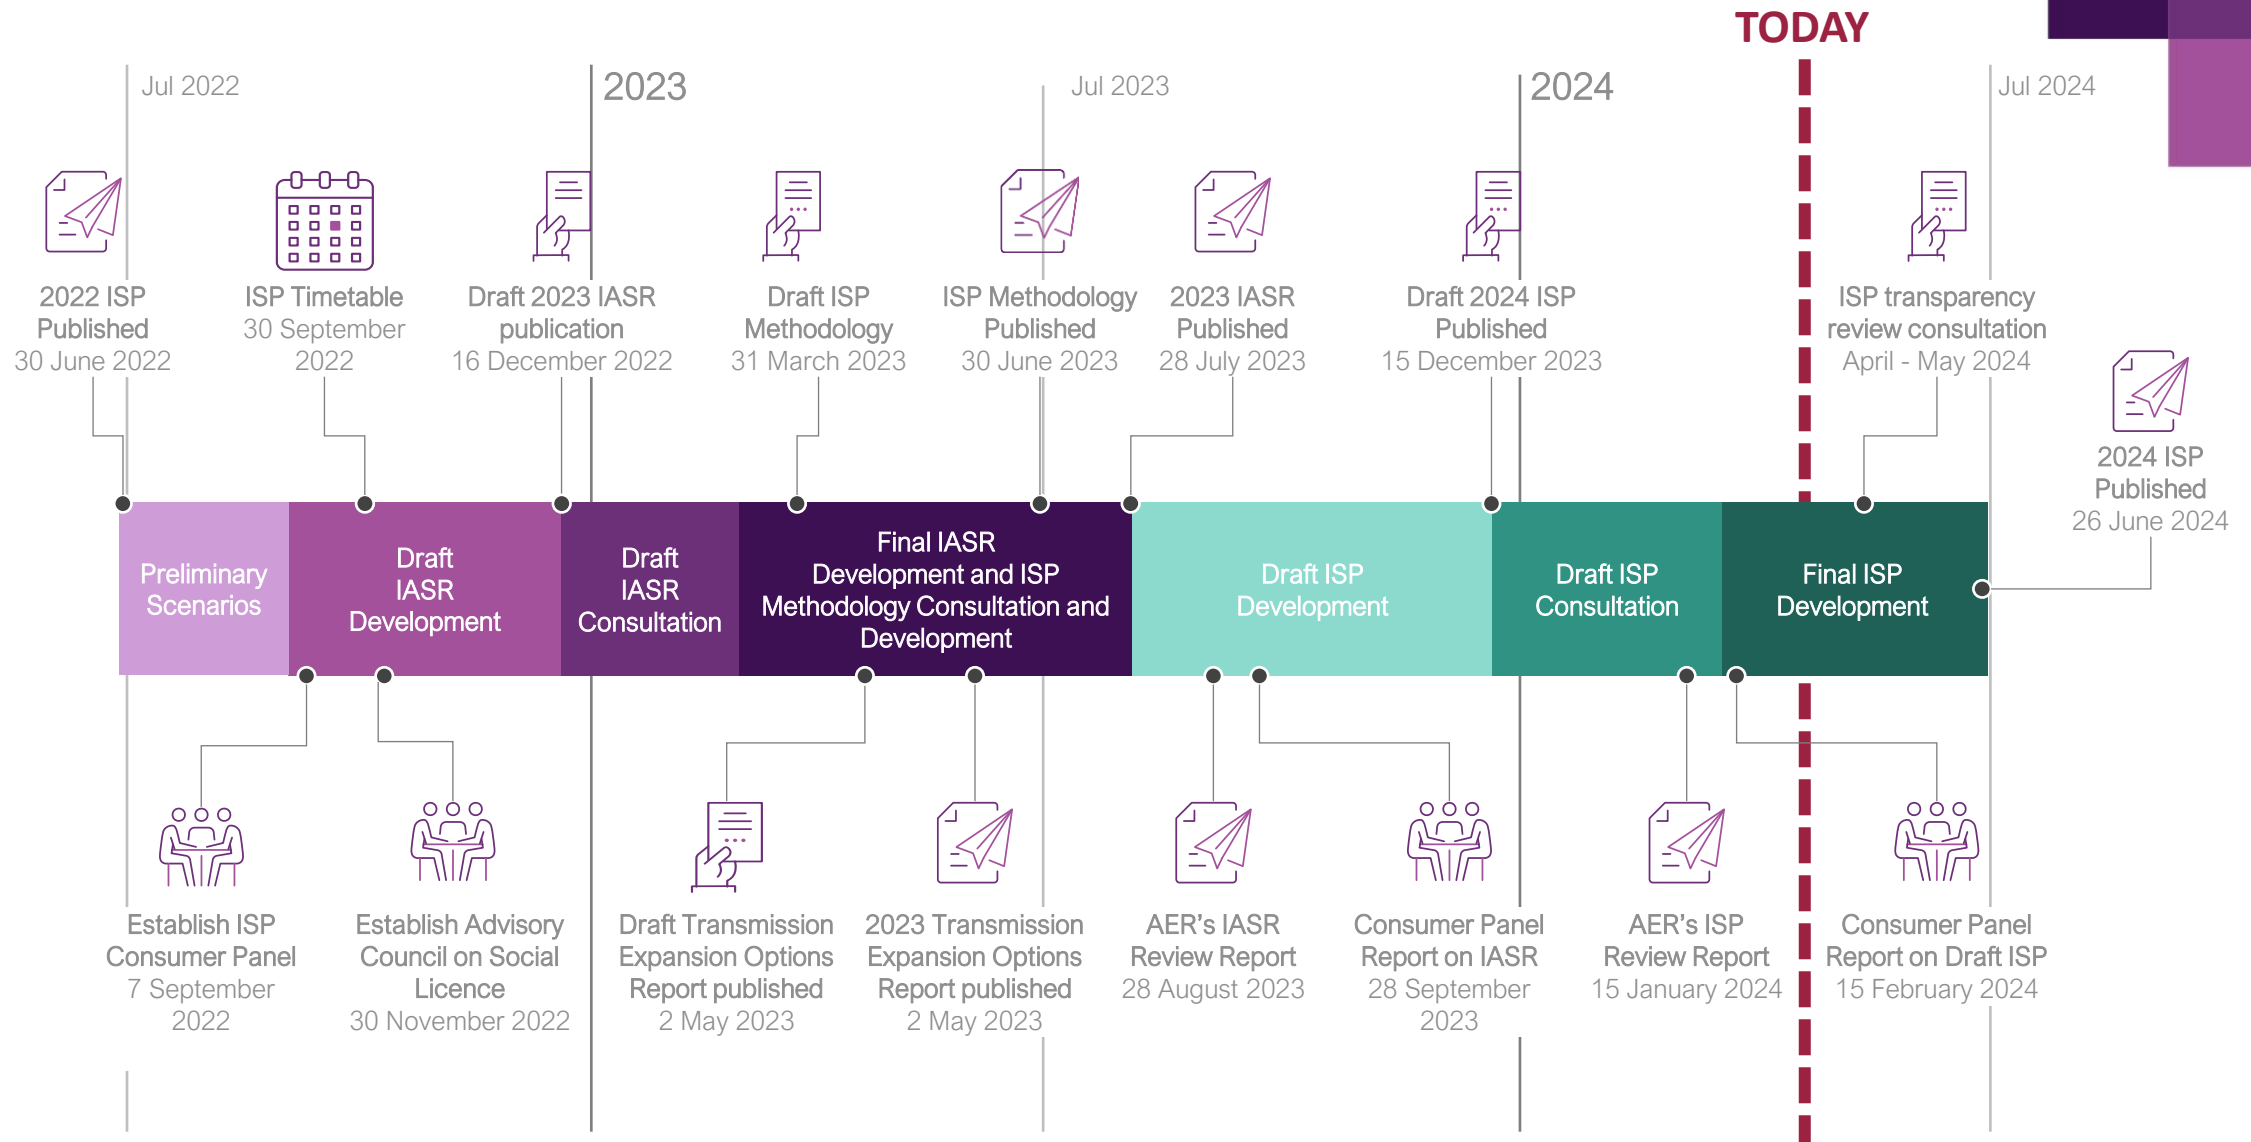 TODAY
Jul 2022
2023
Jul 2023
2024
Jul 2024
2022 ISP
Published
30 June 2022
ISP Timetable
30 September
2022
Draft 2023 IASR
publication
16 December 2022
Draft ISP
Methodology
31 March 2023
ISP Methodology
Published
30 June 2023
2023 IASR
Published
28 July 2023
Draft 2024 ISP
Published
15 December 2023
ISP transparency
review consultation
April - May 2024
2024 ISP
Published
26 June 2024
Preliminary
Scenarios
Draft
IASR
Development
Draft
IASR
Consultation
Final IASR
Development and ISP
Methodology Consultation and
Development
Draft ISP
Development
Draft ISP
Consultation
Final ISP
Development
Establish ISP
Consumer Panel
7 September
2022
Establish Advisory
Council on Social
Licence
30 November 2022
Draft Transmission
Expansion Options
Report published
2 May 2023
2023 Transmission
Expansion Options
Report published
2 May 2023
AER's IASR
Review Report
28 August 2023
Consumer Panel
Report on IASR
28 September
2023
AER's ISP
Review Report
15 January 2024
Consumer Panel
Report on Draft ISP
15 February 2024